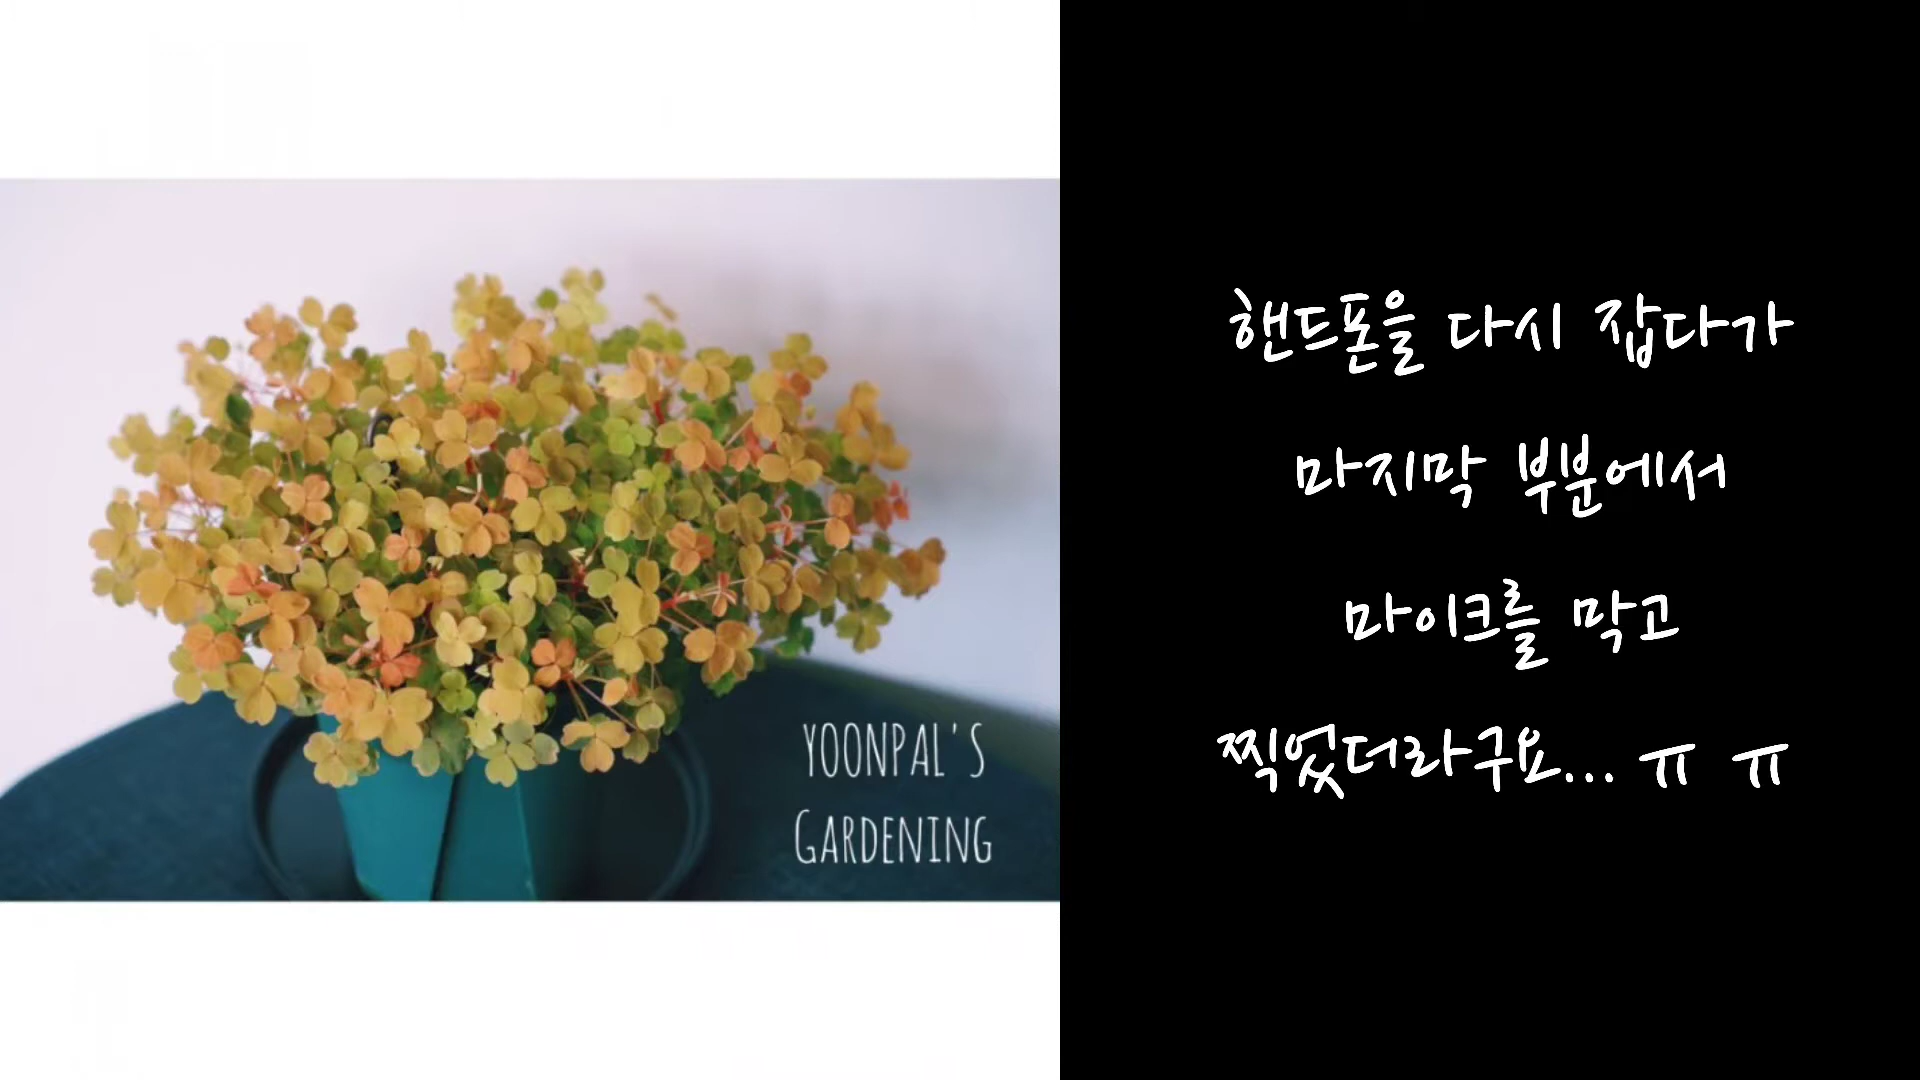 YOONPAL'S
GARDENING
핸드폰을 다시 잡다가
마지막 부분에서
마이크를 막고
찍었더라구요... ㅠ ㅠ